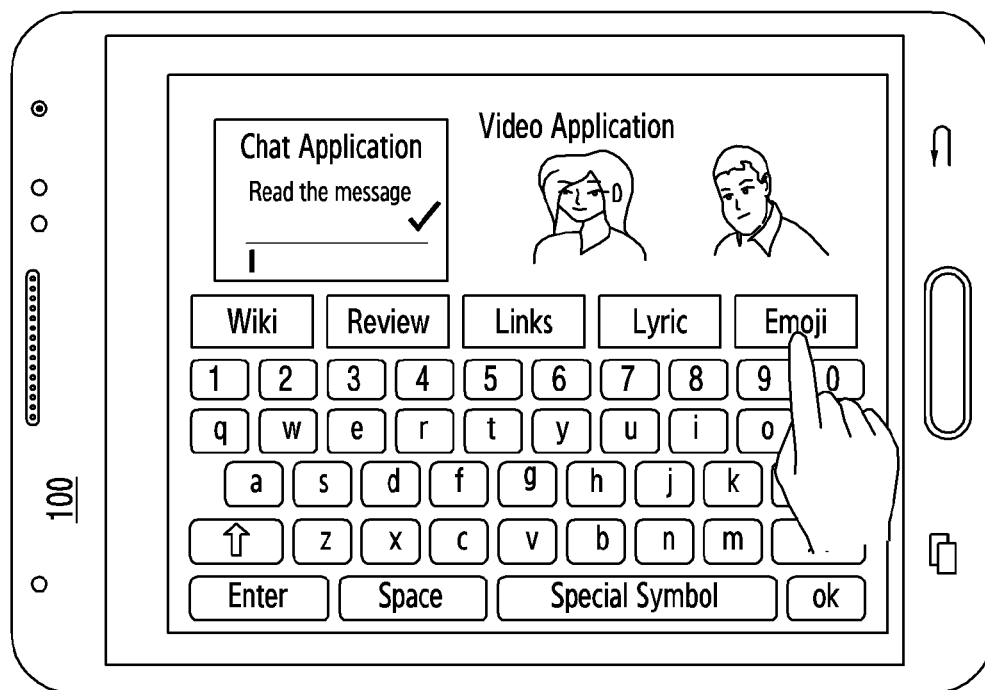 Chat Application
Video Application
Read the message
Wiki Review Links Lyric Emoji
1 2 3 4 5 6 7 8 9 0
q w e r t y u i o
a s d f g h j k
z x c v b n m
Enter Space Special Symbol ok
100